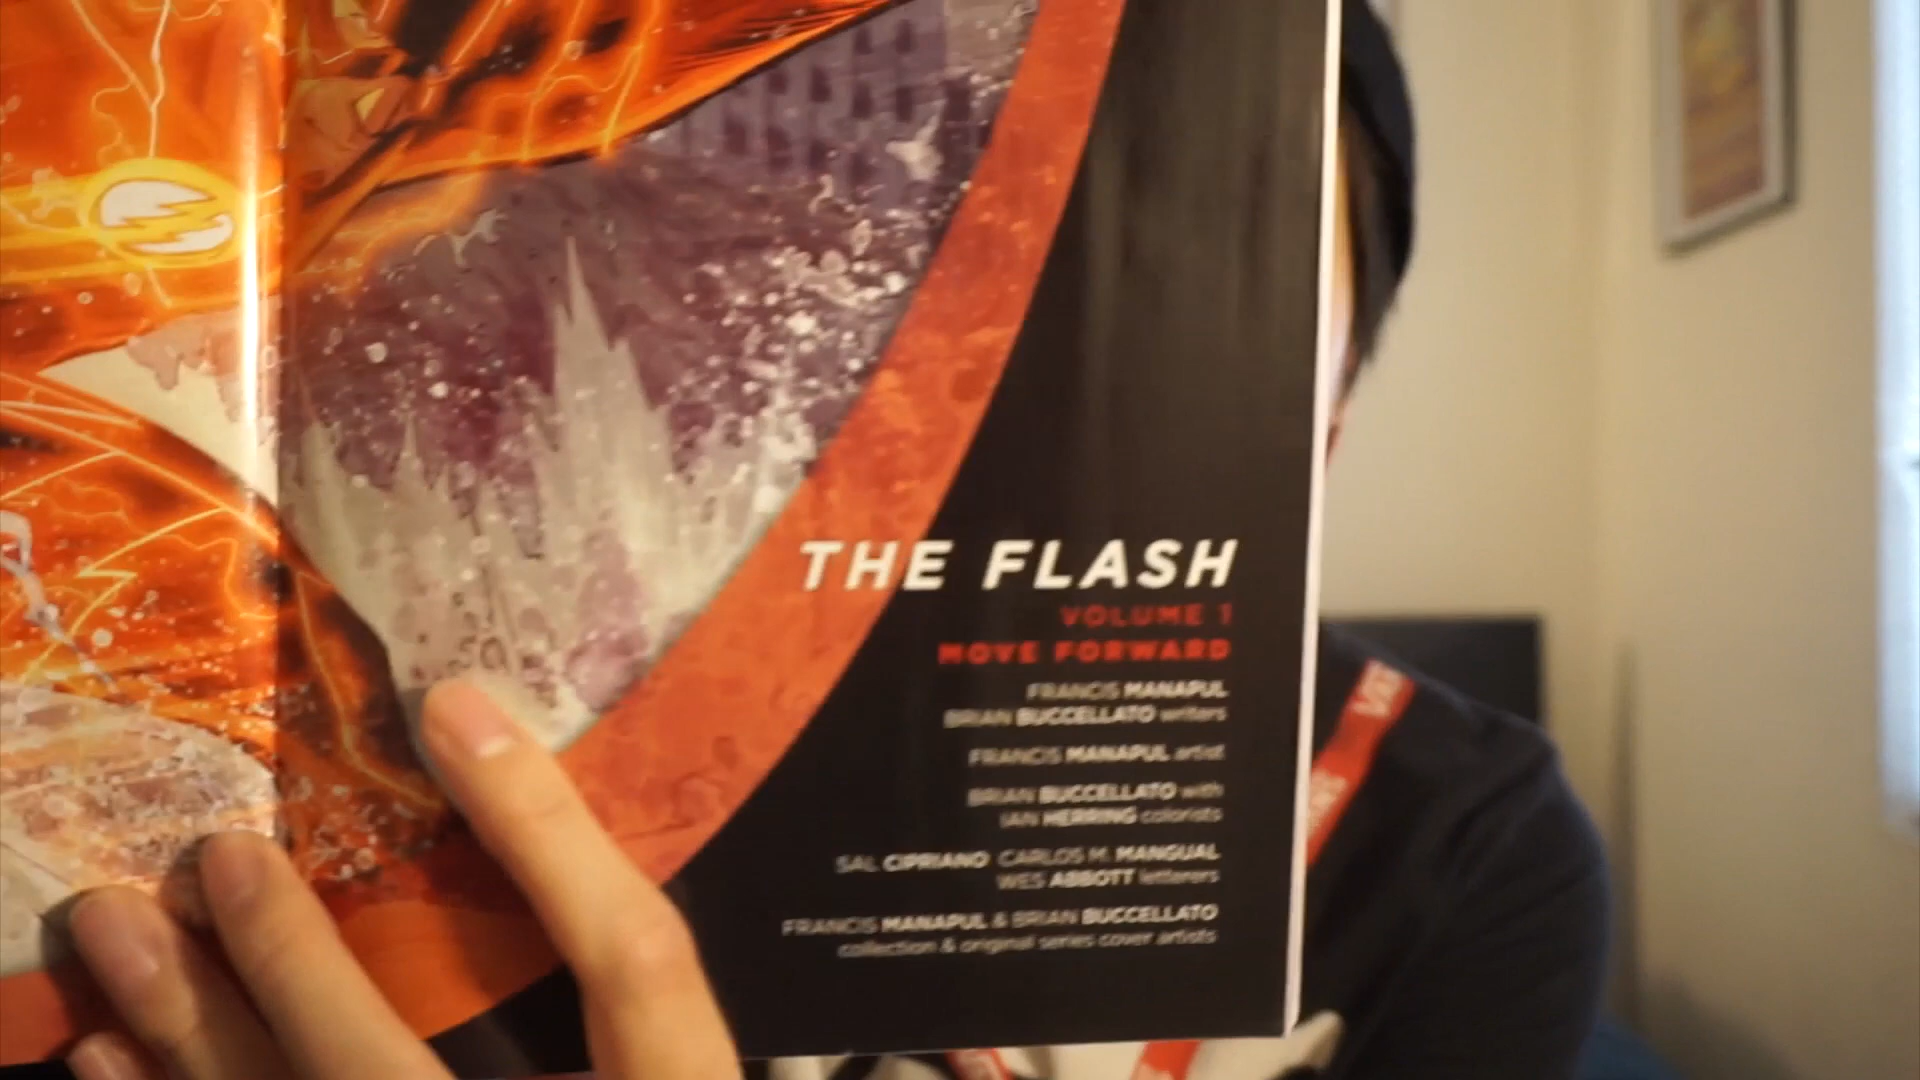 THE FLASH
VOLUME 1
MOVE FORWARD
FRANCIS MANAPUL
BRIAN BUCCELLATO writers
FRANCIS MANAPUL artist
BRIAN BUCCELLATO with
IAN HERRING colorists
SAL CIPRIANO CARLOS M. MANGUAL
WES ABBOTT letterers
FRANCIS MANAPUL & BRIAN BUCCELLATO
collection & original series cover artists